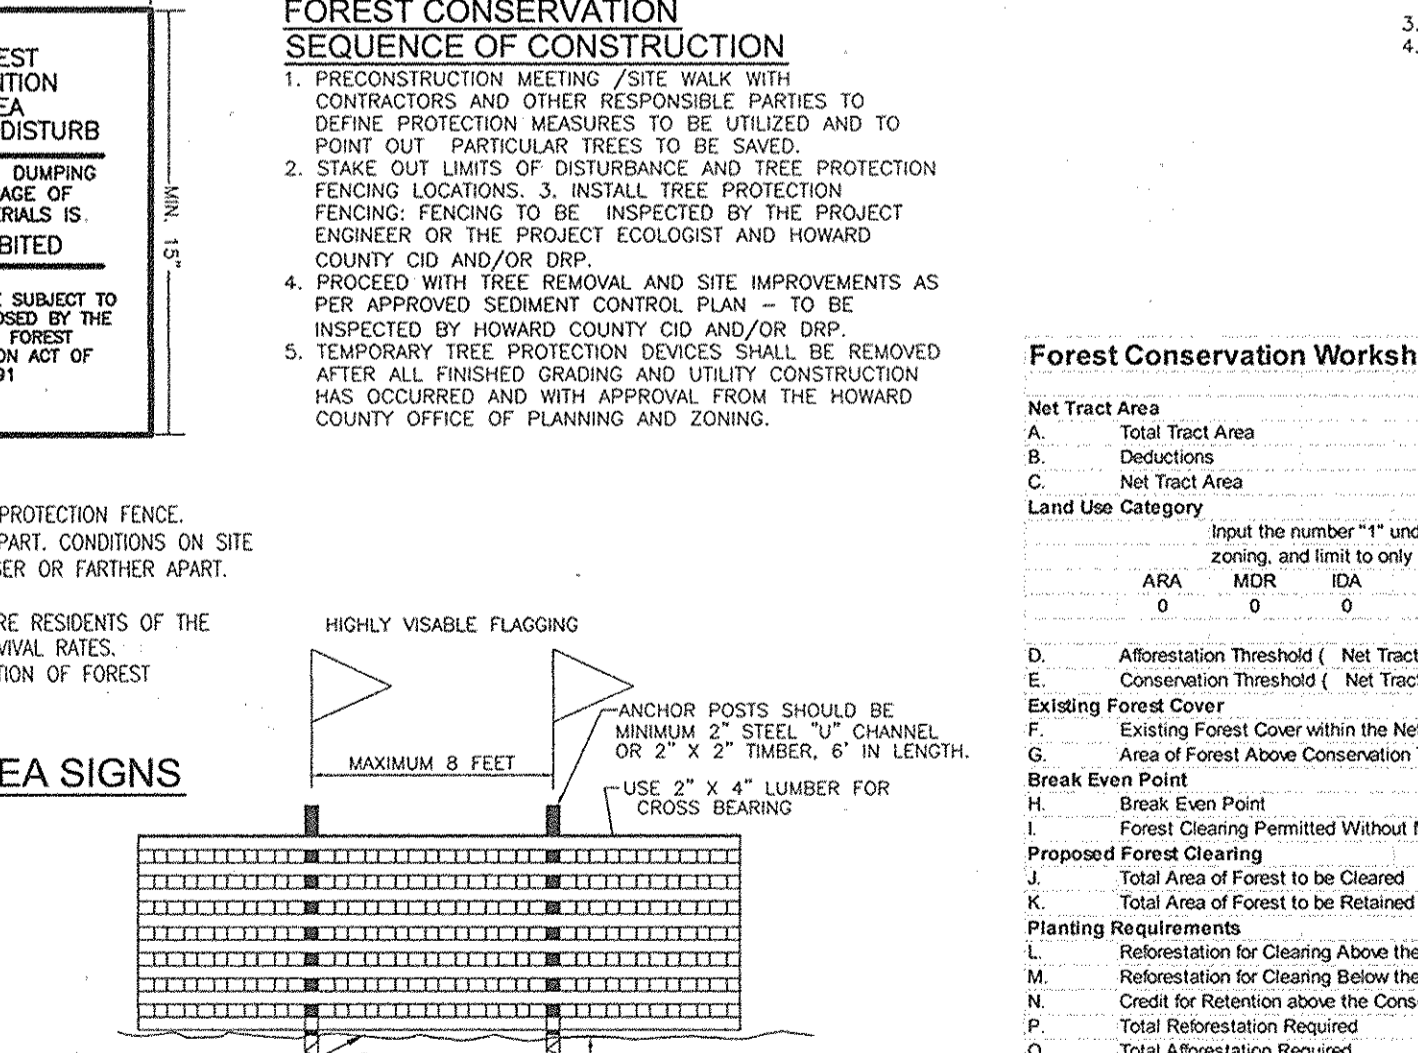 EST
NTION
EA
DISTURB
DUMPING
AGE OF
RIALS IS
BITED
SUBJECT TO
OSED BY THE
FOREST
ON ACT OF
91
MIN. 15"
FOREST CONSERVATION
SEQUENCE OF CONSTRUCTION
1. PRECONSTRUCTION MEETING /SITE WALK WITH
CONTRACTORS AND OTHER RESPONSIBLE PARTIES TO
DEFINE PROTECTION MEASURES TO BE UTILIZED AND TO
POINT OUT PARTICULAR TREES TO BE SAVED.
2. STAKE OUT LIMITS OF DISTURBANCE AND TREE PROTECTION
FENCING LOCATIONS. 3. INSTALL TREE PROTECTION
FENCING: FENCING TO BE INSPECTED BY THE PROJECT
ENGINEER OR THE PROJECT ECOLOGIST AND HOWARD
COUNTY CID AND/OR DRP.
4. PROCEED WITH TREE REMOVAL AND SITE IMPROVEMENTS AS
PER APPROVED SEDIMENT CONTROL PLAN – TO BE
INSPECTED BY HOWARD COUNTY CID AND/OR DRP.
5. TEMPORARY TREE PROTECTION DEVICES SHALL BE REMOVED
AFTER ALL FINISHED GRADING AND UTILITY CONSTRUCTION
HAS OCCURRED AND WITH APPROVAL FROM THE HOWARD
COUNTY OFFICE OF PLANNING AND ZONING.
3.
4.
PROTECTION FENCE.
PART. CONDITIONS ON SITE
SER OR FARTHER APART.
RE RESIDENTS OF THE
VIVAL RATES.
TION OF FOREST
EA SIGNS
HIGHLY VISABLE FLAGGING
MAXIMUM 8 FEET
ANCHOR POSTS SHOULD BE
MINIMUM 2" STEEL "U" CHANNEL
OR 2" X 2" TIMBER, 6' IN LENGTH.
USE 2" X 4" LUMBER FOR
CROSS BEARING
Forest Conservation Worksh
Net Tract Area
A. Total Tract Area
B. Deductions
C. Net Tract Area
Land Use Category
Input the number "1" und
zoning, and limit to only
ARA MDR IDA
0 0 0
D. Afforestation Threshold ( Net Tract
E. Conservation Threshold ( Net Trac
Existing Forest Cover
F. Existing Forest Cover within the Ne
G. Area of Forest Above Conservation
Break Even Point
H. Break Even Point
I. Forest Clearing Permitted Without
Proposed Forest Clearing
J. Total Area of Forest to be Cleared
K. Total Area of Forest to be Retained
Planting Requirements
L. Reforestation for Clearing Above the
M. Reforestation for Clearing Below the
N. Credit for Retention above the Cons
P. Total Reforestation Required
Q. Total Afforestation Required